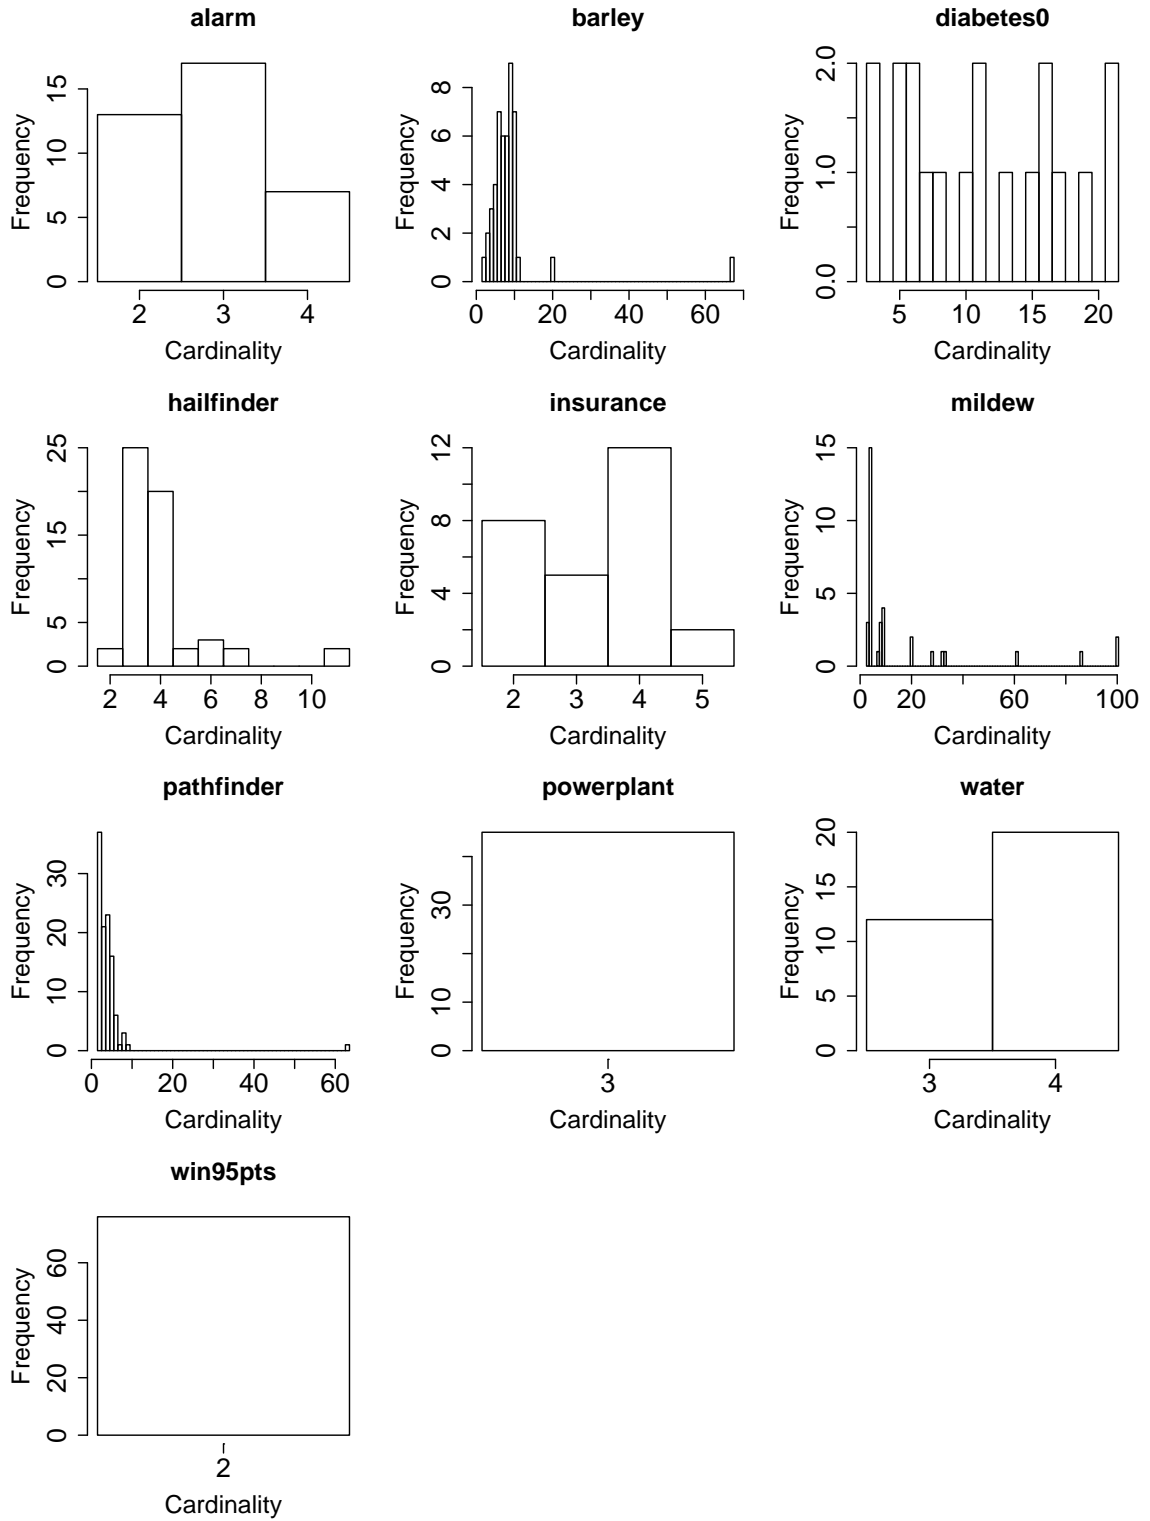 alarm
Frequency
0 5 10 15
2 3 4
Cardinality
barley
Frequency
0 2 4 6 8
0 20 40 60
Cardinality
diabetes0
Frequency
0.0 1.0 2.0
5 10 15 20
Cardinality
hailfinder
Frequency
0 5 15 25
2 4 6 8 10
Cardinality
insurance
Frequency
0 4 8 12
2 3 4 5
Cardinality
mildew
Frequency
0 5 10 15
0 20 60 100
Cardinality
pathfinder
Frequency
0 10 20 30
0 20 40 60
Cardinality
powerplant
Frequency
0 10 30
3
Cardinality
water
Frequency
0 5 10 15 20
3 4
Cardinality
win95pts
Frequency
0 20 40 60
2
Cardinality